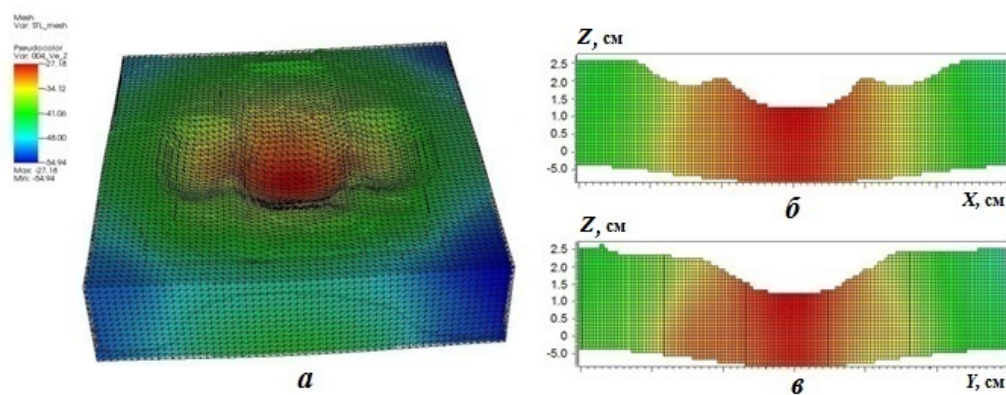 Mesh
Var: STL_mesh
Pseudocolor
Var: 004_Ve_Z
-27.18
-34.12
-41.06
-48.00
-54.94
Max: -27.18
Min: -54.94
а
Z, см
2.5
2.0
1.5
1.0
0.5
0
-5.0
б
X, см
Z, см
2.5
2.0
1.5
1.0
0.5
0
-5.0
в
Y, см